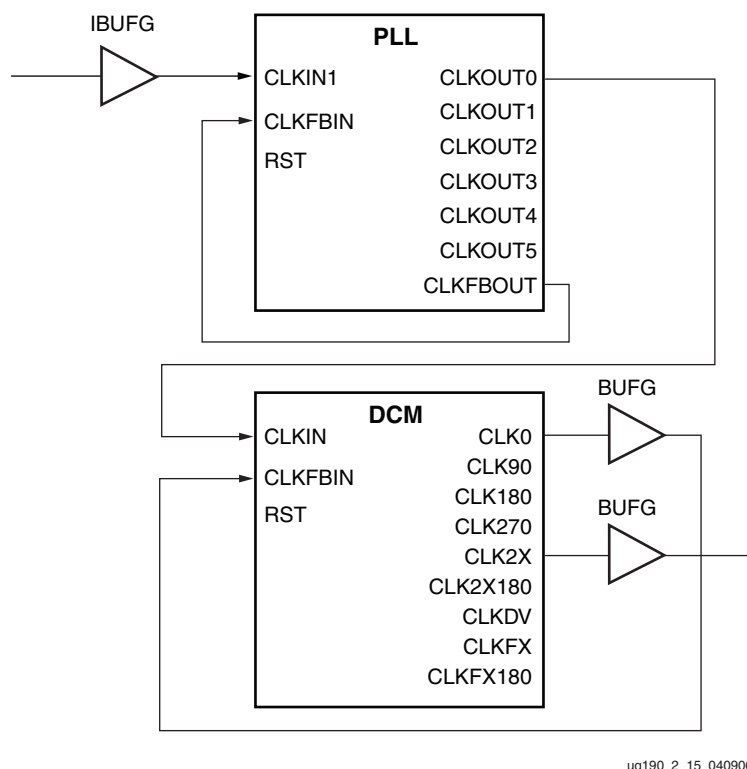 IBUFG
PLL
CLKIN1
CLKFBIN
RST
CLKOUT0
CLKOUT1
CLKOUT2
CLKOUT3
CLKOUT4
CLKOUT5
CLKFBOUT
DCM
CLKIN
CLKFBIN
RST
CLK0
CLK90
CLK180
CLK270
CLK2X
CLK2X180
CLKDV
CLKFX
CLKFX180
BUFG
BUFG